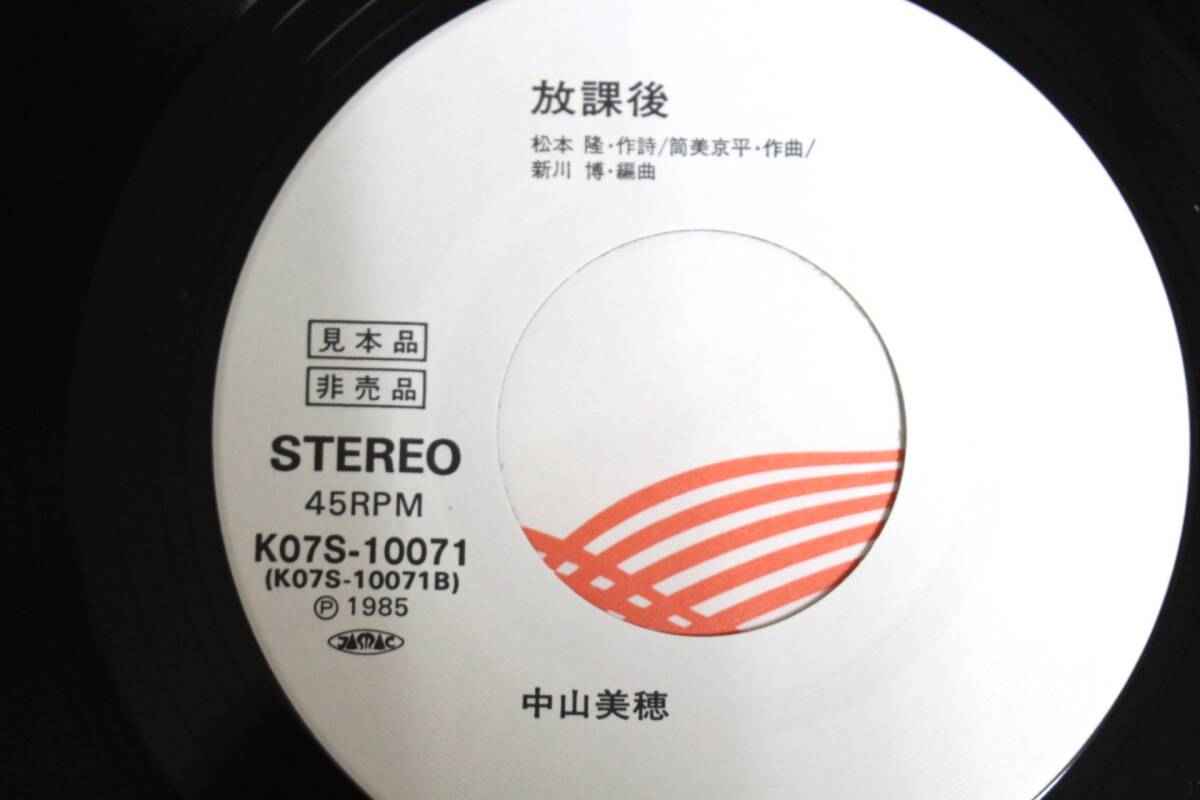 放課後
松本 隆・作詩/筒美京平・作曲/
新川 博・編曲
見本品
非売品
STEREO
45RPM
K07S-10071
(K07S-10071B)
Ⓟ 1985
JASRAC
中山美穂